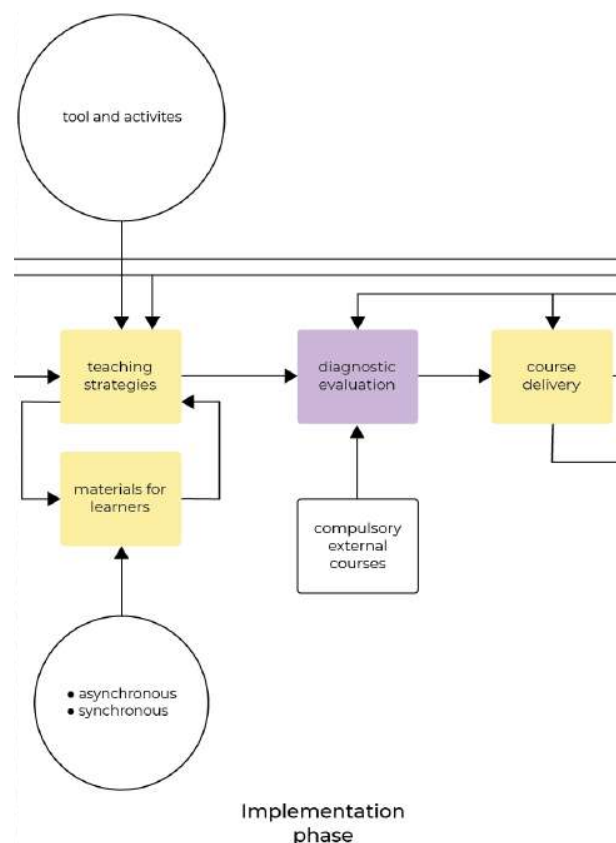 tool and activites
teaching
strategies
diagnostic
evaluation
course
delivery
materials for
learners
compulsory
external
courses
● asynchronous
● synchronous
Implementation
phase